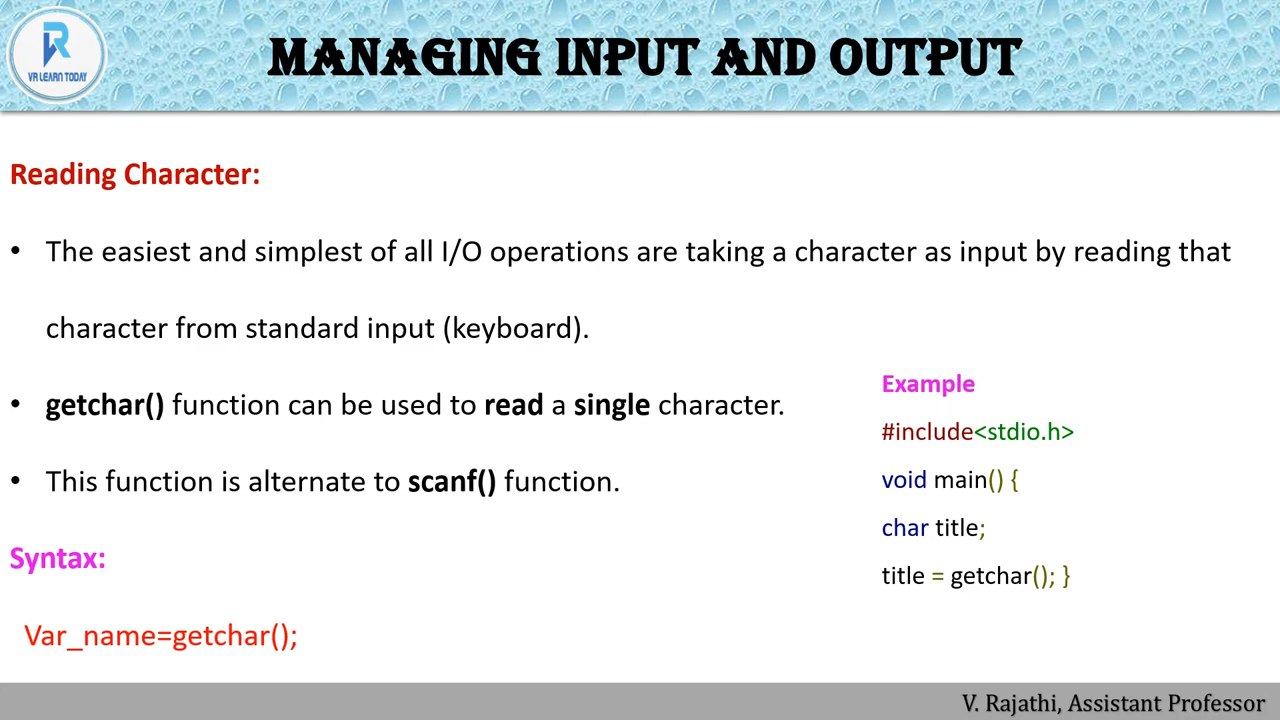 VR LEARN TODAY
MANAGING INPUT AND OUTPUT
Reading Character:
• The easiest and simplest of all I/O operations are taking a character as input by reading that
character from standard input (keyboard).
• getchar() function can be used to read a single character.
• This function is alternate to scanf() function.
Syntax:
Var_name=getchar();
Example
#include<stdio.h>
void main() {
char title;
title = getchar(); }
V. Rajathi, Assistant Professor